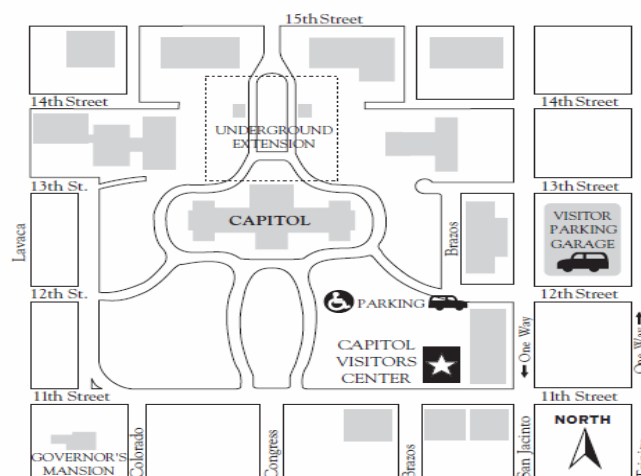 15th Street
14th Street
14th Street
UNDERGROUND
EXTENSION
13th St.
13th Street
Lavaca
CAPITOL
Brazos
VISITOR
PARKING
GARAGE
12th St.
12th Street
PARKING
One Way
One Way
CAPITOL
VISITORS
CENTER
11th Street
11th Street
NORTH
GOVERNOR'S
MANSION
Colorado
Congress
Brazos
San Jacinto